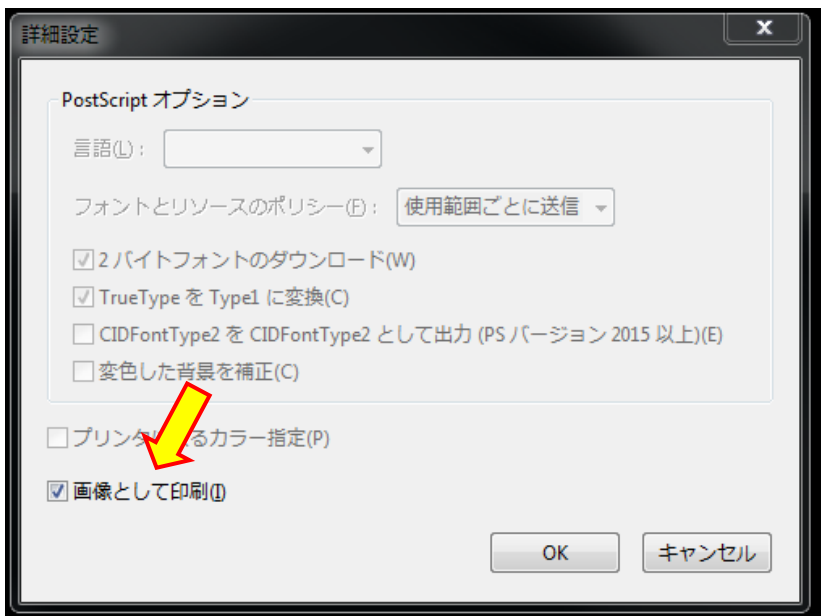 詳細設定
PostScript オプション
言語(L):
フォントとリソースのポリシー(F): 使用範囲ごとに送信
2 バイトフォントのダウンロード(W)
TrueType を Type1 に変換(C)
CIDFontType2 を CIDFontType2 として出力 (PS バージョン 2015 以上)(E)
変色した背景を補正(C)
プリンタ るカラー指定(P)
画像として印刷(I)
OK キャンセル